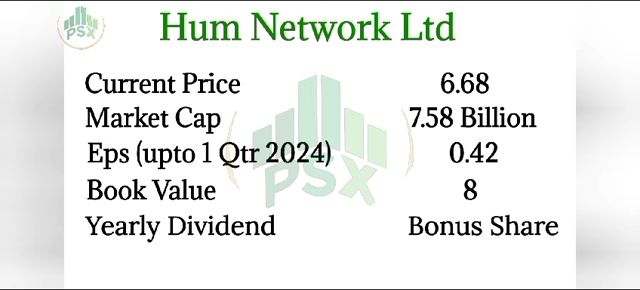 PSX
Hum Network Ltd
Current Price 6.68
Market Cap 7.58 Billion
Eps (upto 1 Qtr 2024) 0.42
Book Value 8
Yearly Dividend Bonus Share
PSX